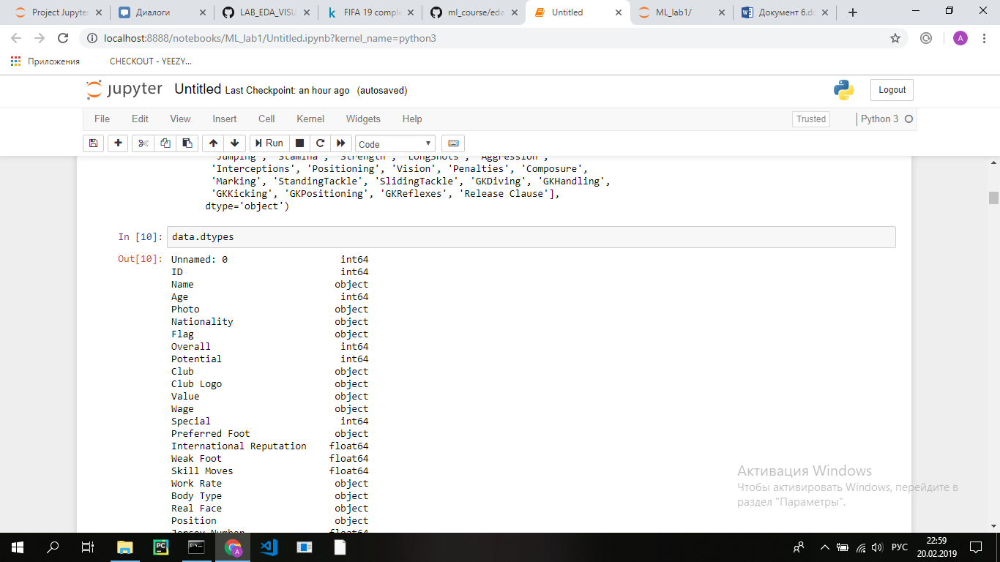 Project Jupyter
Диалоги
LAB_EDA_VISU
FIFA 19 comple
ml_course/eda
Untitled
ML_lab1/
Документ 6.do
localhost:8888/notebooks/ML_lab1/Untitled.ipynb?kernel_name=python3
A
Приложения
CHECKOUT - YEEZY...
jupyter Untitled Last Checkpoint: an hour ago (autosaved)
Logout
File Edit View Insert Cell Kernel Widgets Help
Trusted
Python 3
Run
Code
'Jumping', 'Stamina', 'Strength', 'LongShots', 'Aggression',
'Interceptions', 'Positioning', 'Vision', 'Penalties', 'Composure',
'Marking', 'StandingTackle', 'SlidingTackle', 'GKDiving', 'GKHandling',
'GKKicking', 'GKPositioning', 'GKReflexes', 'Release Clause'],
dtype='object')
In [10]: data.dtypes
Out[10]: Unnamed: 0 int64
ID int64
Name object
Age int64
Photo object
Nationality object
Flag object
Overall int64
Potential int64
Club object
Club Logo object
Value object
Wage object
Special int64
Preferred Foot object
International Reputation float64
Weak Foot float64
Skill Moves float64
Work Rate object
Body Type object
Real Face object
Position object
Jersey Number float64
Активация Windows
Чтобы активировать Windows, перейдите в
раздел "Параметры".
РУС
22:59
20.02.2019